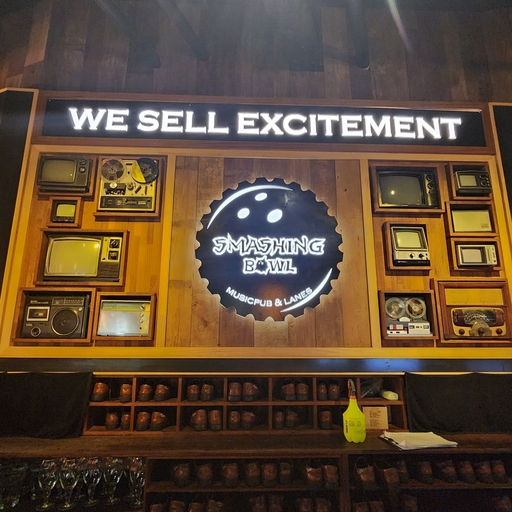 WE SELL EXCITEMENT
SMASHING
BOWL
MUSICPUB & LANES